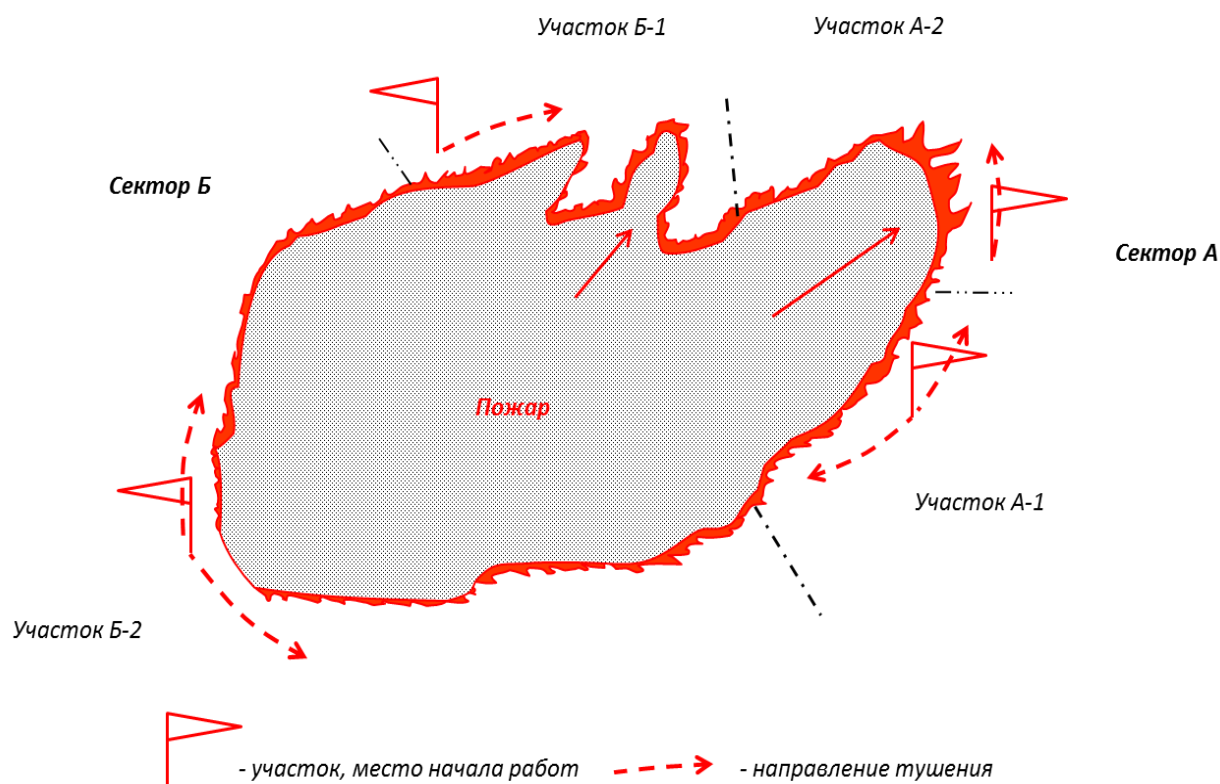 Участок Б-1
Участок А-2
Сектор Б
Сектор А
Пожар
Участок А-1
Участок Б-2
- участок, место начала работ
- направление тушения